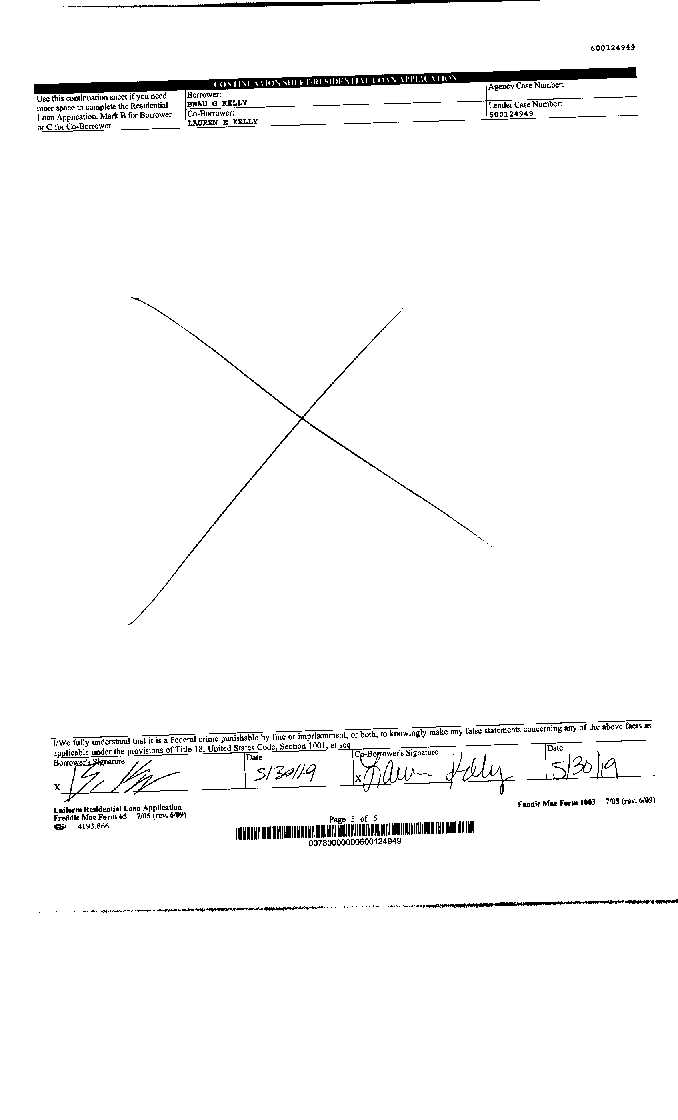 600124949
CONTINUATION SHEET/RESIDENTIAL LOAN APPLICATION
Use this continuation sheet if you need
more space to complete the Residential
Loan Application. Mark B for Borrower
or C for Co-Borrower
Borrower:
BEAU G KELLY
Co-Borrower:
LAUREN E KELLY
Agency Case Number:
Lender Case Number:
600124949
I/We fully understand that it is a Federal crime punishable by fine or imprisonment, or both, to knowingly make any false statements concerning any of the above facts as
applicable under the provisions of Title 18, United States Code, Section 1001, et seq
Borrower's Signature
Date
Co-Borrower's Signature
Date
X
5/30/19
X Lauren Kelly
5/30/19
Uniform Residential Loan Application
Freddie Mac Form 65 7/05 (rev. 6/09)
Fannie Mae Form 1003 7/05 (rev. 6/09)
Page 5 of 5